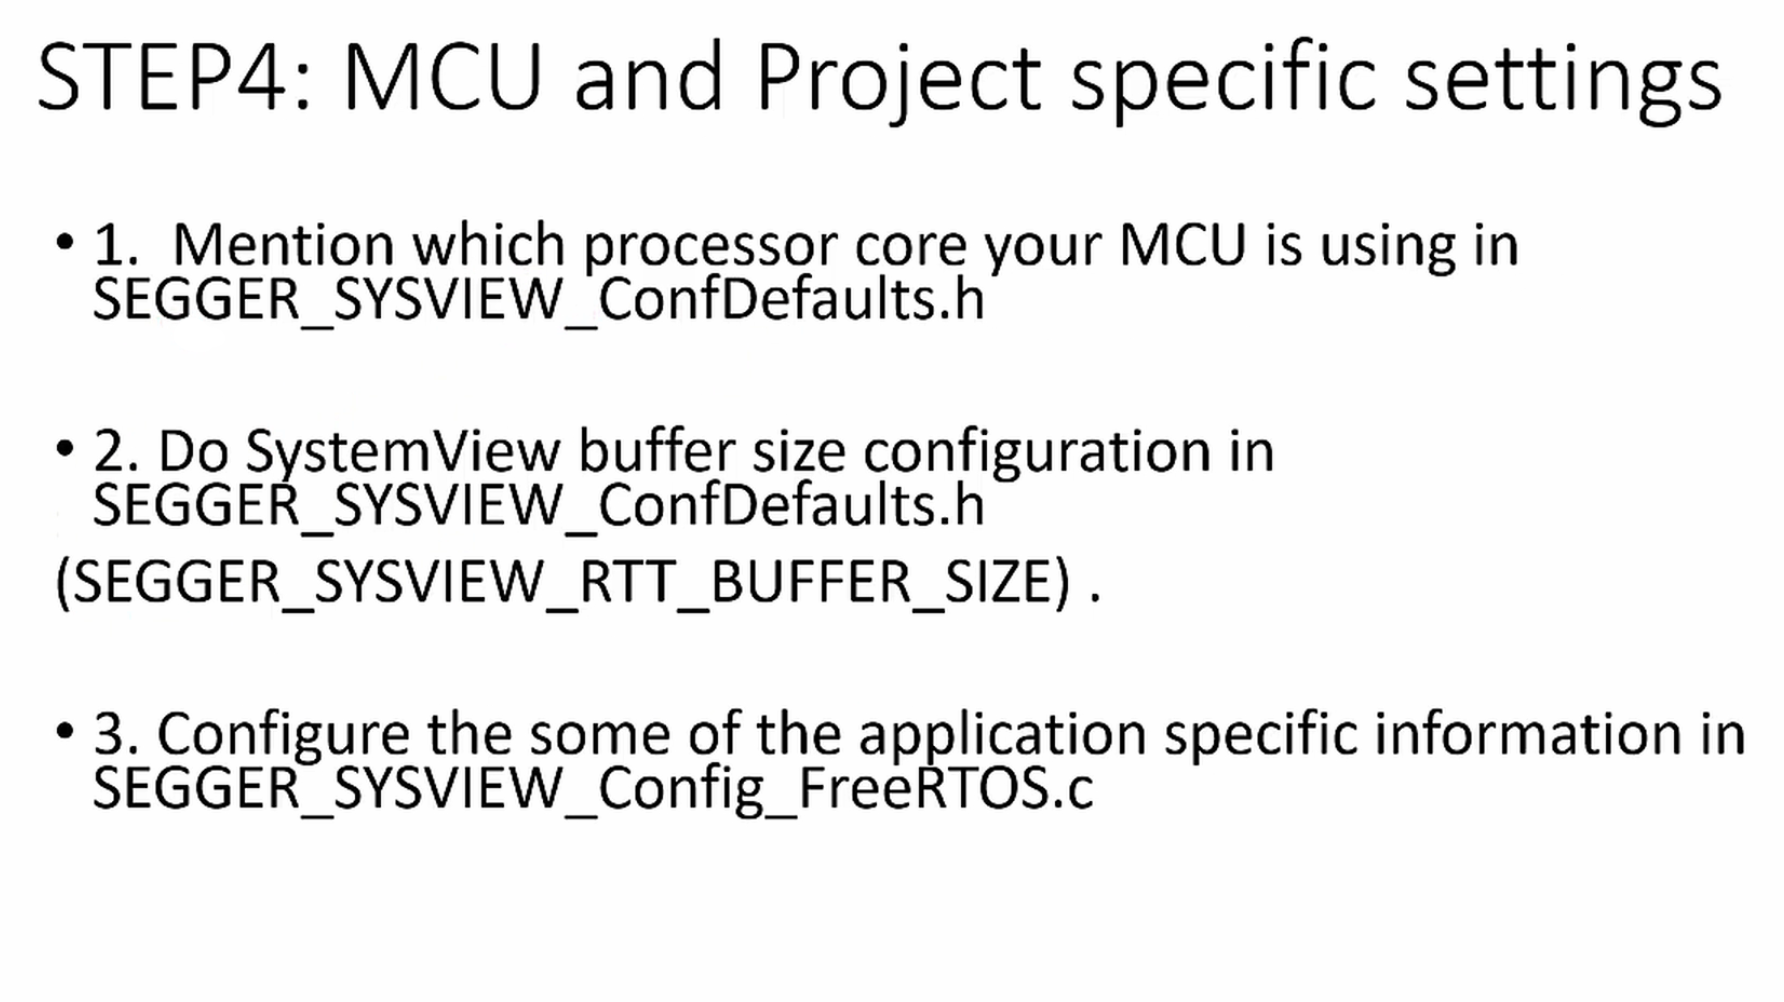 STEP4: MCU and Project specific settings
• 1.  Mention which processor core your MCU is using in
SEGGER_SYSVIEW_ConfDefaults.h
• 2. Do SystemView buffer size configuration in
SEGGER_SYSVIEW_ConfDefaults.h
(SEGGER_SYSVIEW_RTT_BUFFER_SIZE) .
• 3. Configure the some of the application specific information in
SEGGER_SYSVIEW_Config_FreeRTOS.c